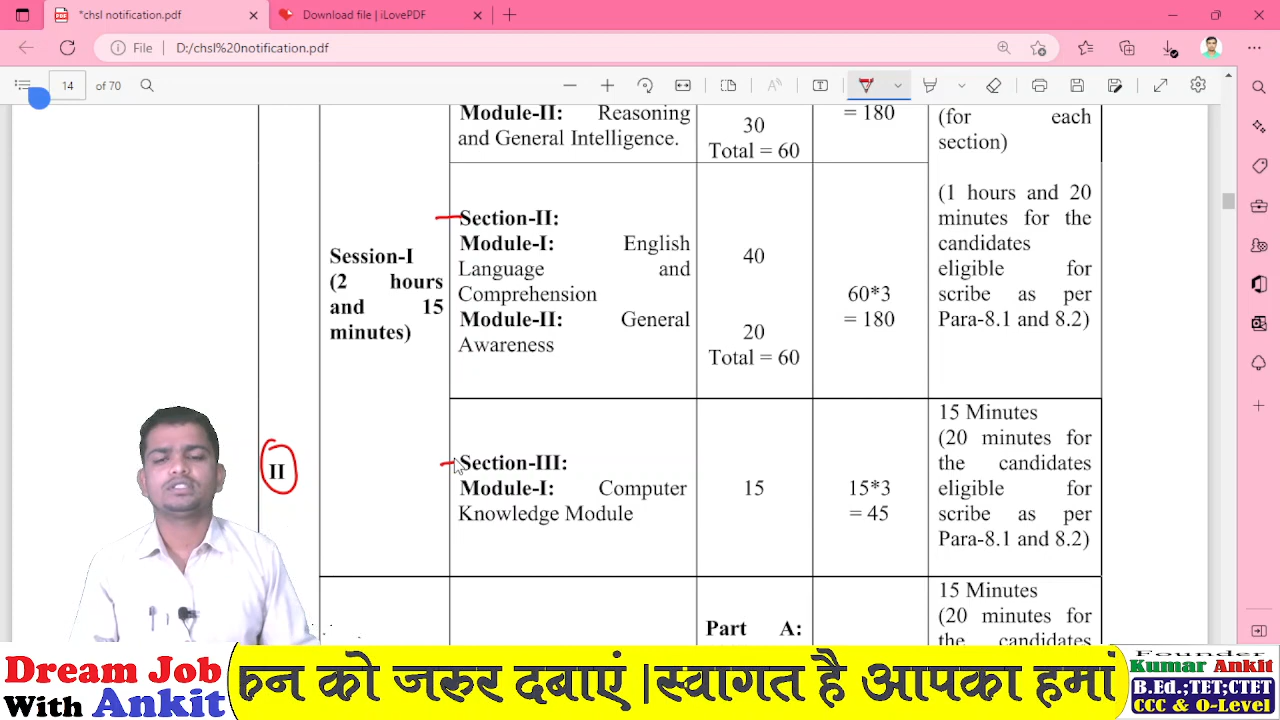 *chsl notification.pdf
Download file | iLovePDF
File
D:/chsl%20notification.pdf
14 of 70
Module-II: Reasoning
and General Intelligence.
30
Total = 60
= 180
(for each
section)
(1 hours and 20
minutes for the
candidates
eligible for
scribe as per
Para-8.1 and 8.2)
Session-I
(2 hours
and 15
minutes)
Section-II:
Module-I: English
Language and
Comprehension
Module-II: General
Awareness
40
20
Total = 60
60*3
= 180
II
Section-III:
Module-I: Computer
Knowledge Module
15
15*3
= 45
15 Minutes
(20 minutes for
the candidates
eligible for
scribe as per
Para-8.1 and 8.2)
Part A:
15 Minutes
(20 minutes for
the candidates
Dream Job
With Ankit
को जरुर दबाएं | स्वागत है आपका हमा
Founder
Kumar Ankit
B.Ed.;TET;CTET
CCC & O-Level